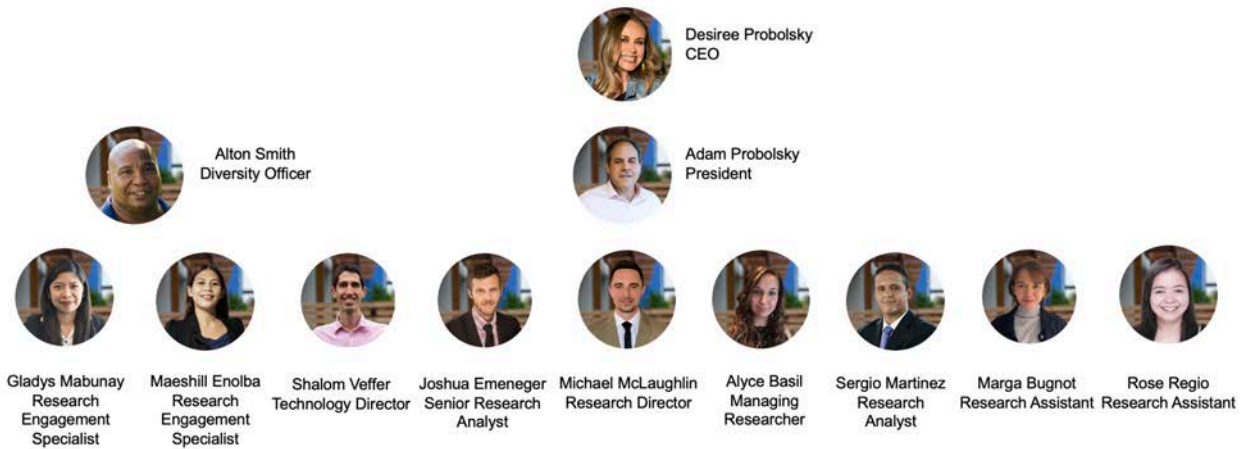 Desiree Probolsky
CEO
Alton Smith
Diversity Officer
Adam Probolsky
President
Gladys Mabunay
Research
Engagement
Specialist
Maeshill Enolba
Research
Engagement
Specialist
Shalom Veffer
Technology Director
Joshua Emeneger
Senior Research
Analyst
Michael McLaughlin
Research Director
Alyce Basil
Managing
Researcher
Sergio Martinez
Research
Analyst
Marga Bugnot
Research Assistant
Rose Regio
Research Assistant